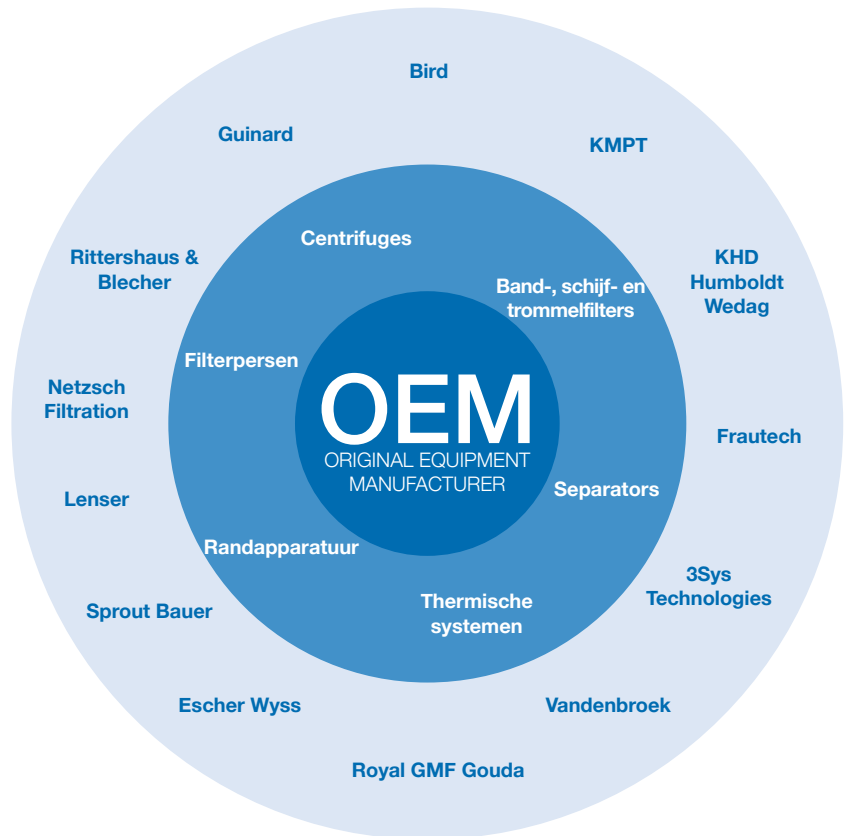 Bird
Guinard
KMPT
Centrifuges
Rittershaus &
Blecher
KHD
Humboldt
Wedag
Band-, schijf- en
trommelfilters
Filterpersen
Netzsch
Filtration
OEM
ORIGINAL EQUIPMENT
MANUFACTURER
Frautech
Lenser
Separators
Randapparatuur
3Sys
Technologies
Sprout Bauer
Thermische
systemen
Escher Wyss
Vandenbroek
Royal GMF Gouda